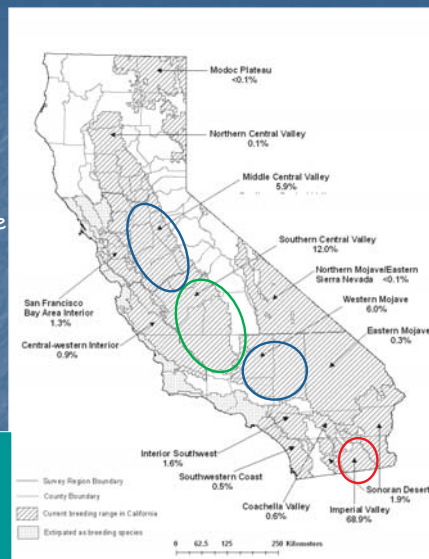 Modoc Plateau
<0.1%
Northern Central Valley
0.1%
Middle Central Valley
5.9%
Southern Central Valley
12.0%
Northern Mojave/Eastern
Sierra Nevada <0.1%
San Francisco
Bay Area Interior
1.3%
Western Mojave
6.0%
Central-western Interior
0.9%
Eastern Mojave
0.3%
Interior Southwest
1.6%
Southwestern Coast
0.5%
Coachella Valley
0.6%
Sonoran Desert
1.9%
Imperial Valley
68.9%
Survey Region Boundary
County Boundary
Current breeding range in California
Extirpated as breeding species
0 62.5 125 250 Kilometers